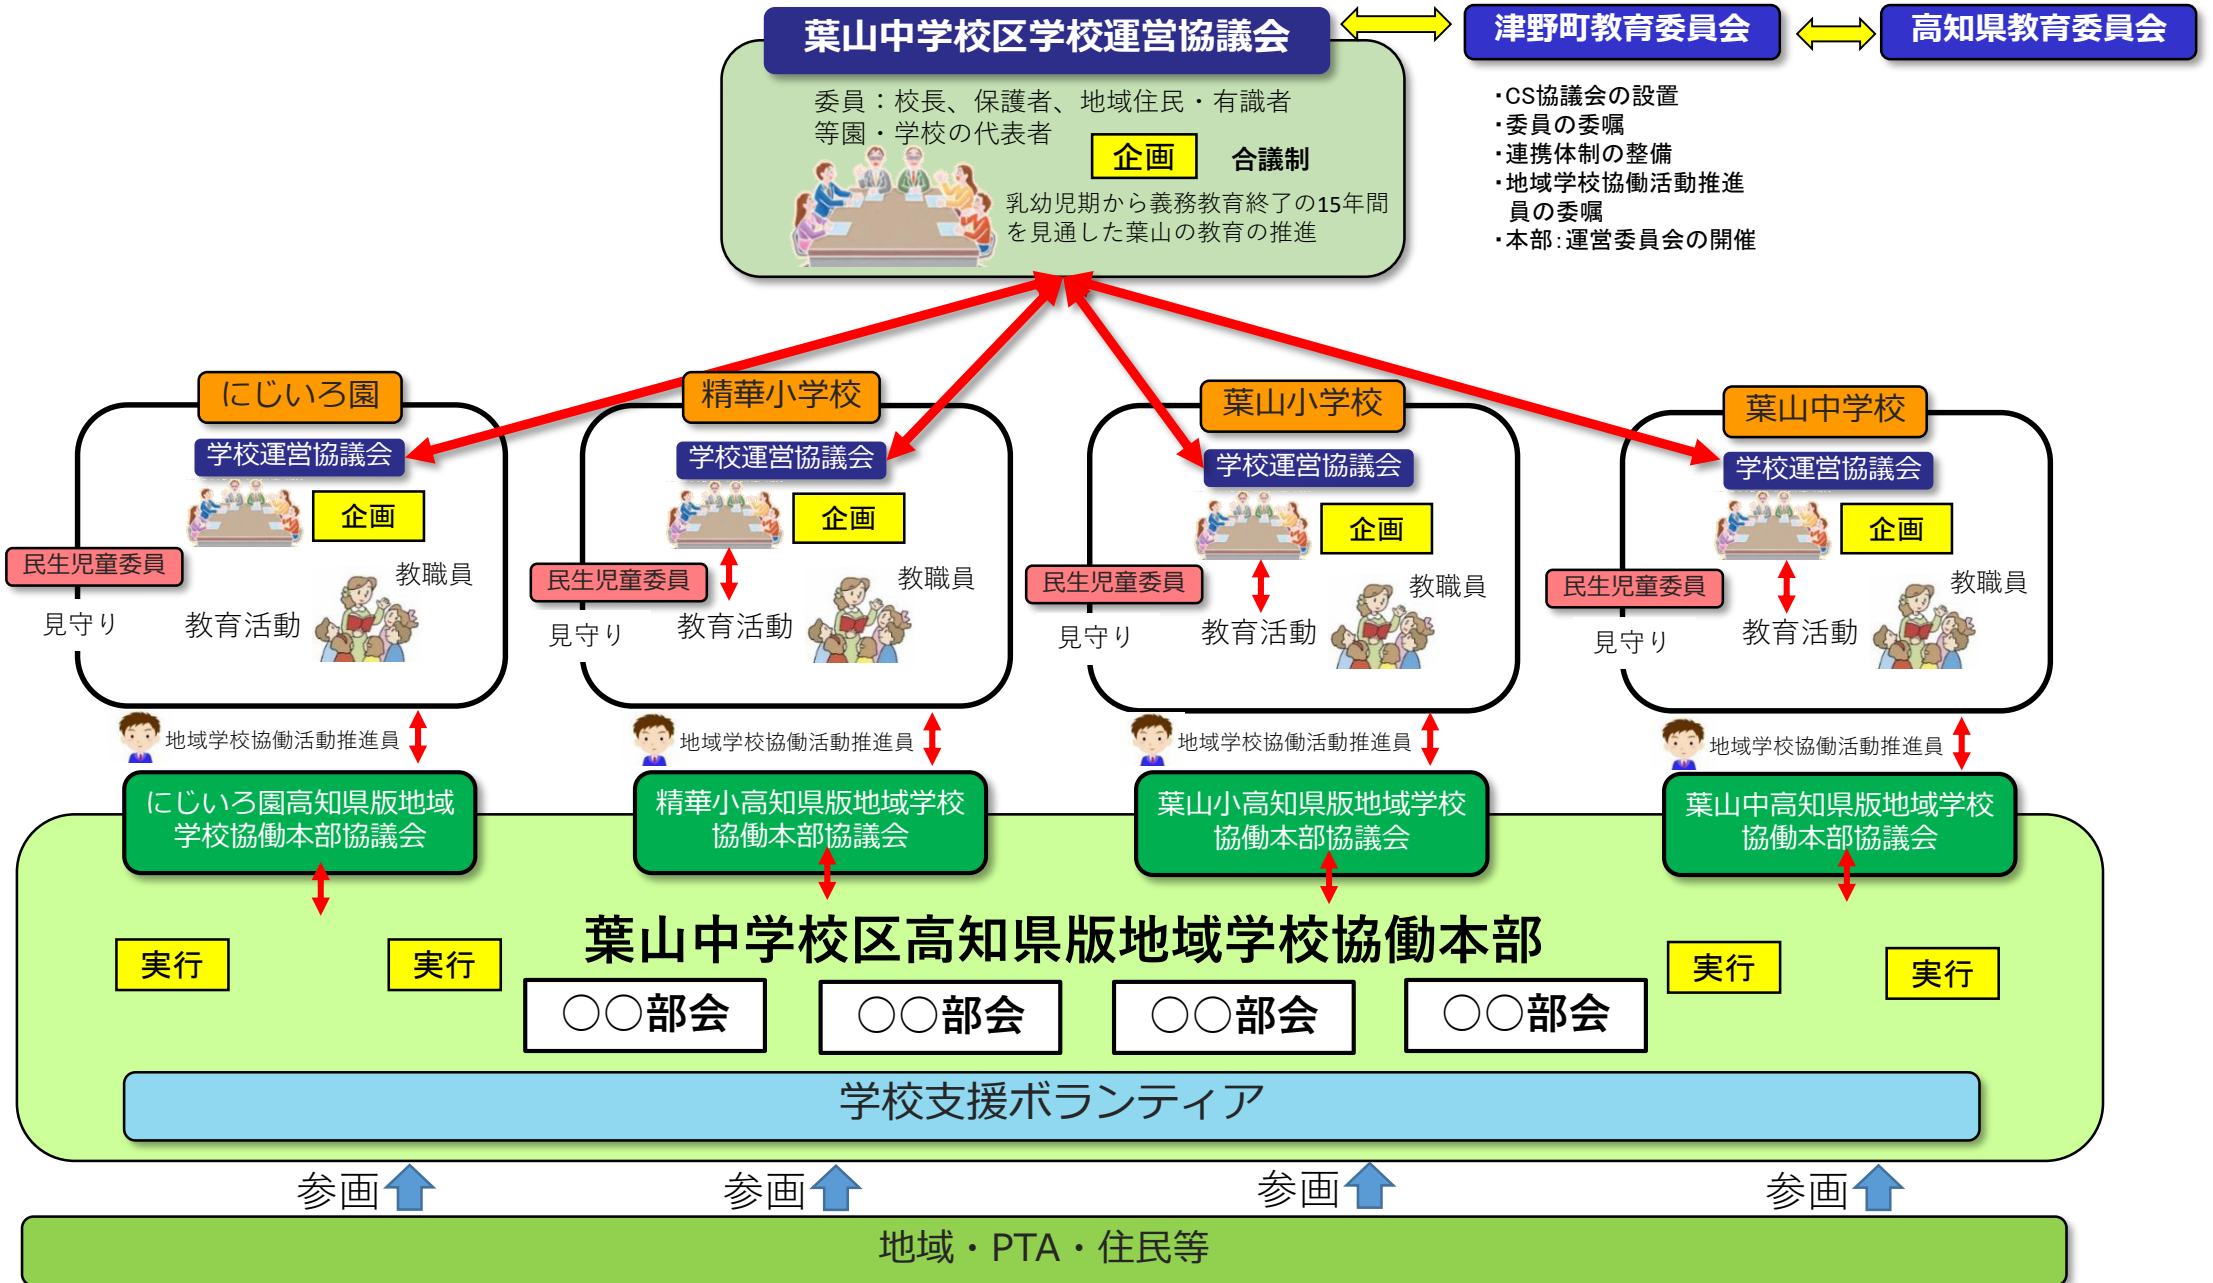 葉山中学校区学校運営協議会
津野町教育委員会
高知県教育委員会
委員：校長、保護者、地域住民・有識者
等園・学校の代表者
企画
合議制
乳幼児期から義務教育終了の15年間
を見通した葉山の教育の推進
・CS協議会の設置
・委員の委嘱
・連携体制の整備
・地域学校協働活動推進
員の委嘱
・本部：運営委員会の開催
にじいろ園
学校運営協議会
企画
民生児童委員
教職員
見守り
教育活動
精華小学校
学校運営協議会
企画
民生児童委員
教職員
見守り
教育活動
葉山小学校
学校運営協議会
企画
民生児童委員
教職員
見守り
教育活動
葉山中学校
学校運営協議会
企画
民生児童委員
教職員
見守り
教育活動
地域学校協働活動推進員
地域学校協働活動推進員
地域学校協働活動推進員
地域学校協働活動推進員
にじいろ園高知県版地域
学校協働本部協議会
精華小高知県版地域学校
協働本部協議会
葉山小高知県版地域学校
協働本部協議会
葉山中高知県版地域学校
協働本部協議会
葉山中学校区高知県版地域学校協働本部
実行
実行
実行
実行
〇〇部会
〇〇部会
〇〇部会
〇〇部会
学校支援ボランティア
参画
参画
参画
参画
地域・PTA・住民等